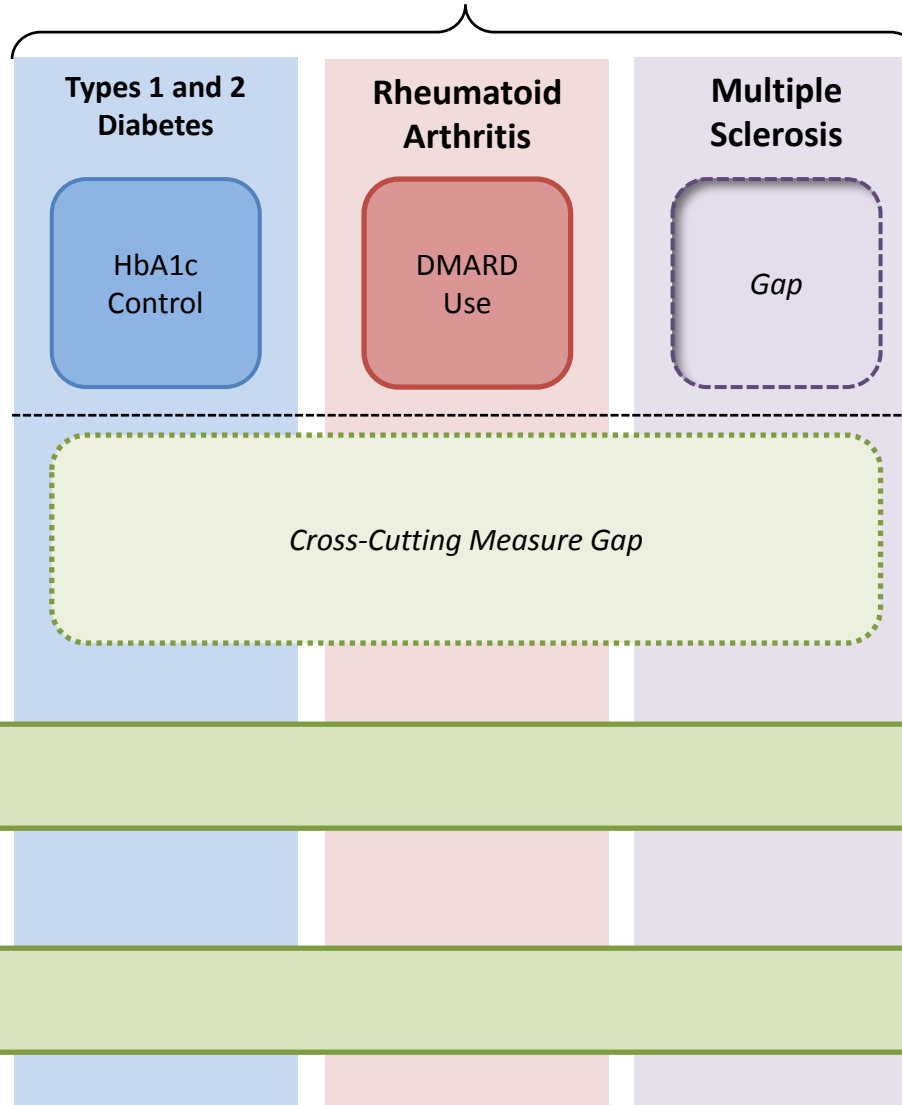 Types 1 and 2
Diabetes
Rheumatoid
Arthritis
Multiple
Sclerosis
HbA1c
Control
DMARD
Use
Gap
Cross-Cutting Measure Gap